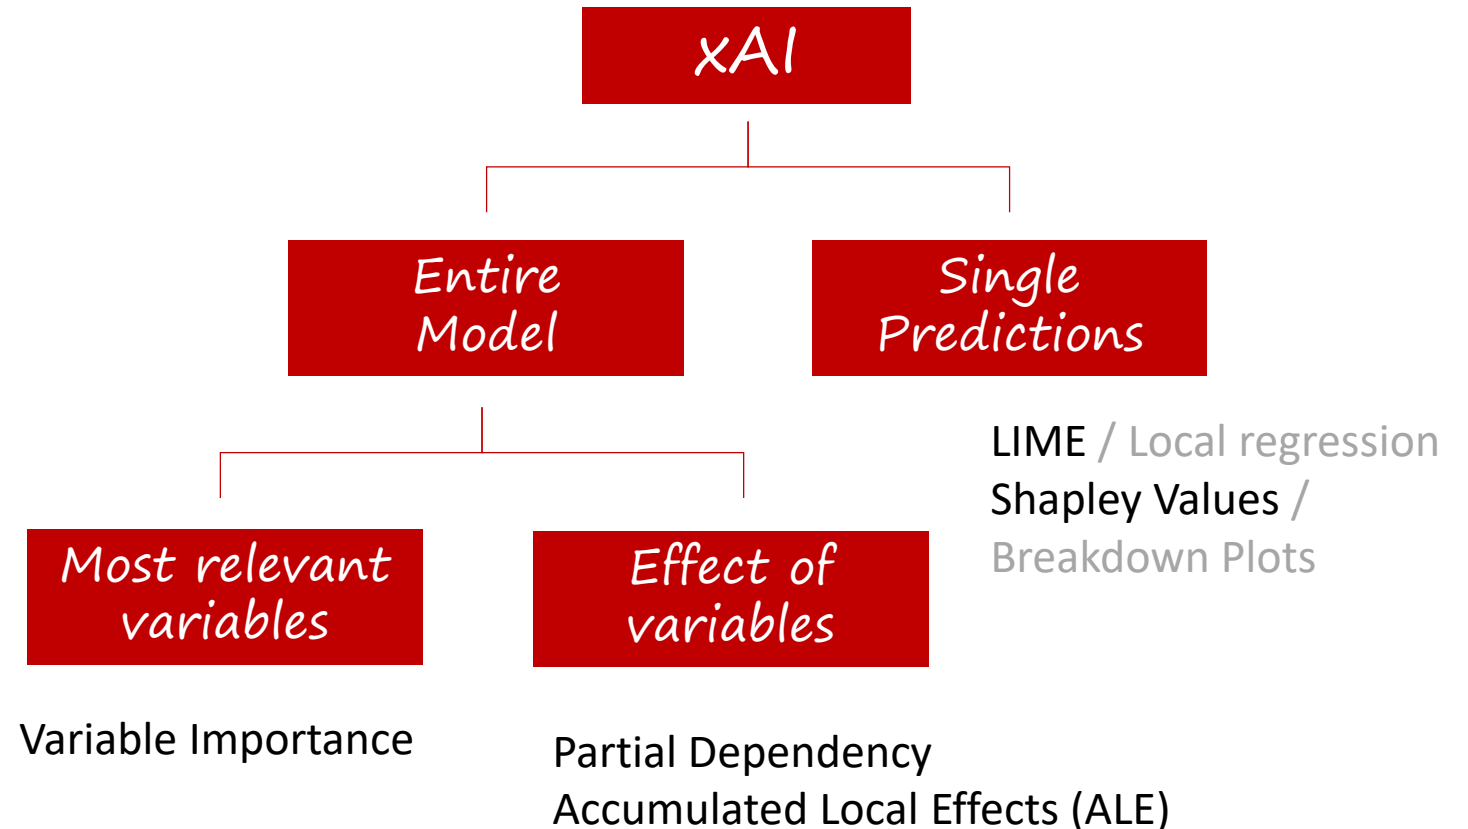 xAI
Entire
Model
Single
Predictions
LIME / Local regression
Shapley Values /
Breakdown Plots
Most relevant
variables
Effect of
variables
Variable Importance
Partial Dependency
Accumulated Local Effects (ALE)